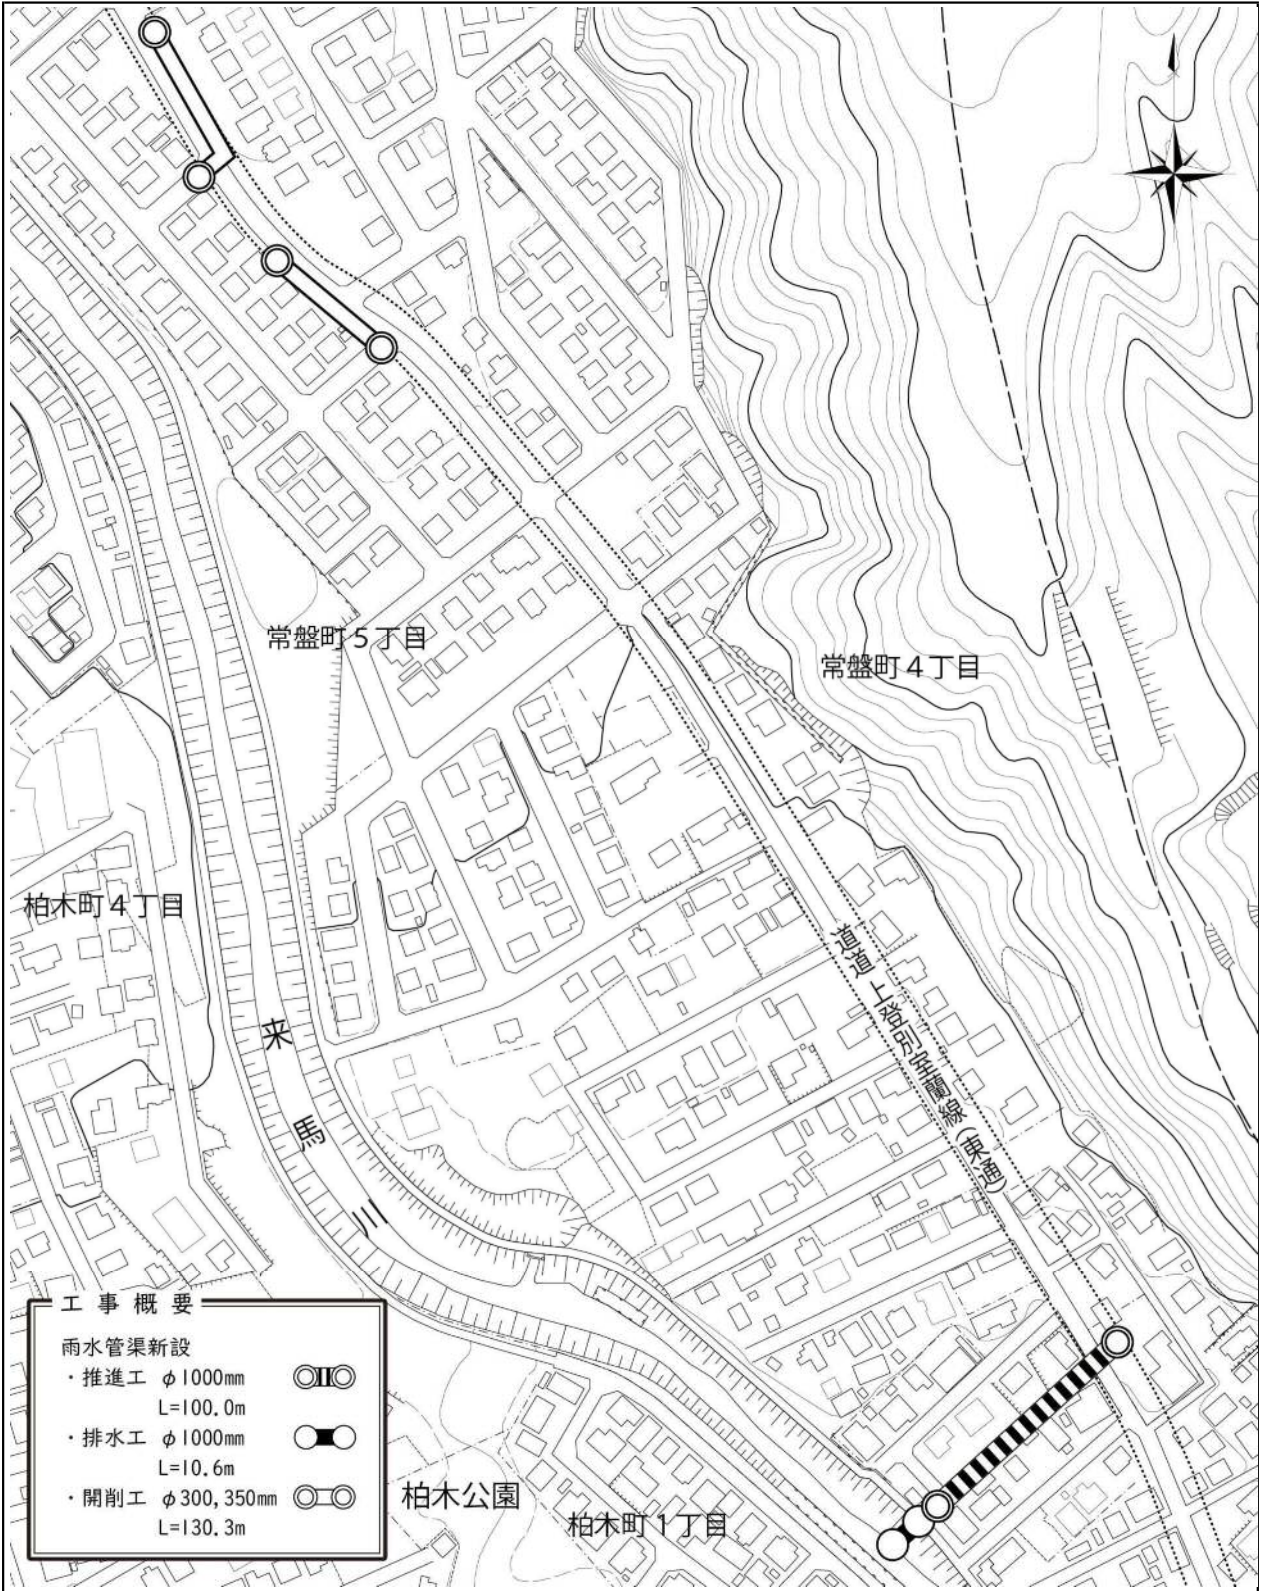 常盤町５丁目
常盤町４丁目
柏木町４丁目
道道 上登別室蘭線（東通）
来馬川
工事概要
雨水管渠新設
・推進工 φ1000mm
L=100.0m
・排水工 φ1000mm
L=10.6m
・開削工 φ300,350mm
L=130.3m
柏木公園
柏木町１丁目